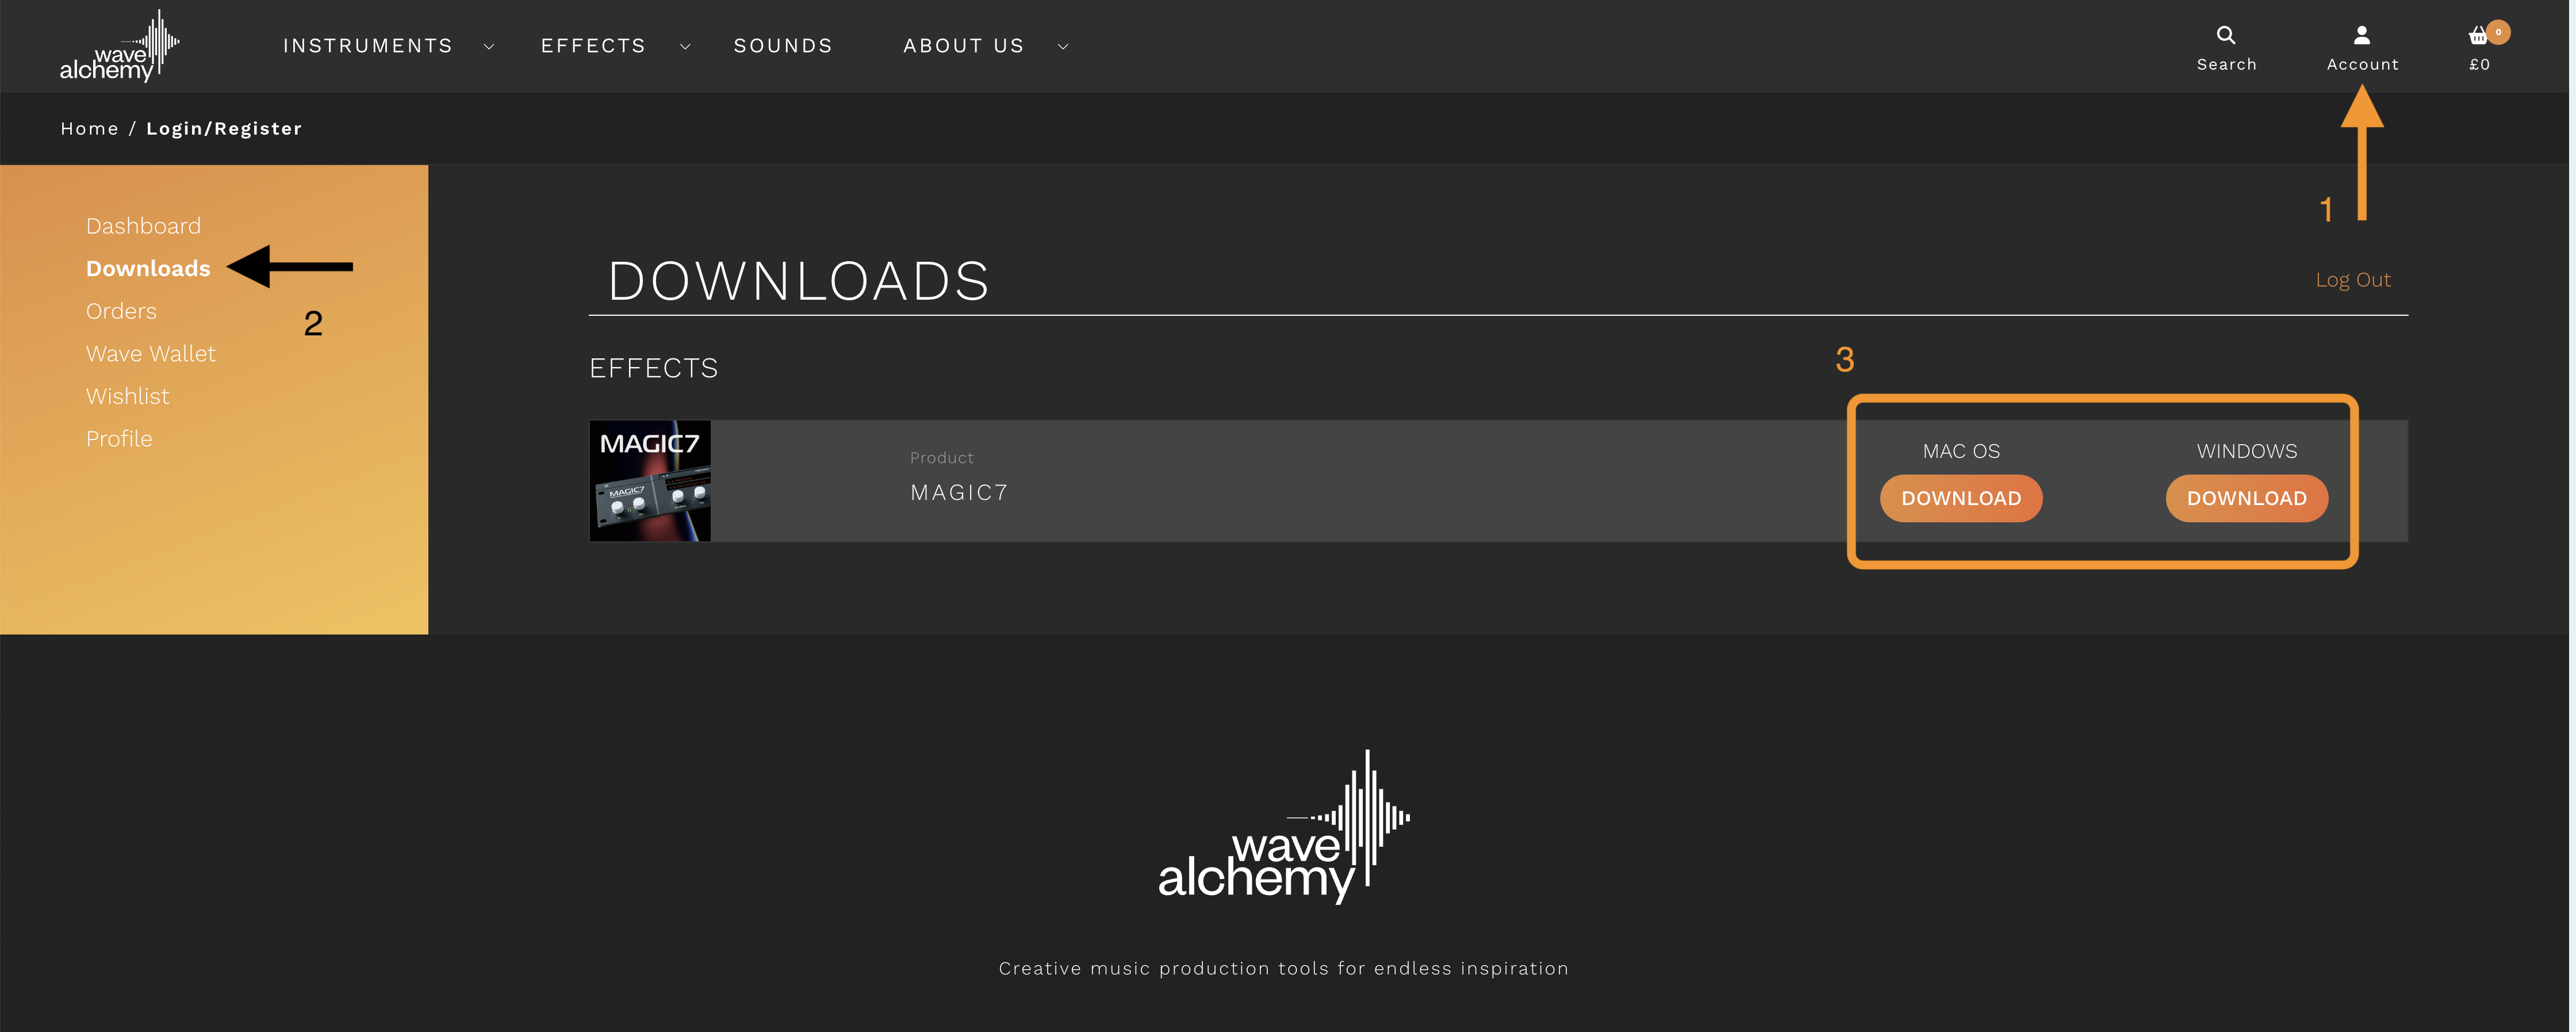 wave
alchemy
INSTRUMENTS
EFFECTS
SOUNDS
ABOUT US
Search
Account
0
£0
Home / Login/Register
1
Dashboard
Downloads
Orders
Wave Wallet
Wishlist
Profile
2
DOWNLOADS
Log Out
EFFECTS
3
MAGIC7
MAGIC7
Product
MAGIC7
MAC OS
DOWNLOAD
WINDOWS
DOWNLOAD
wave
alchemy
Creative music production tools for endless inspiration